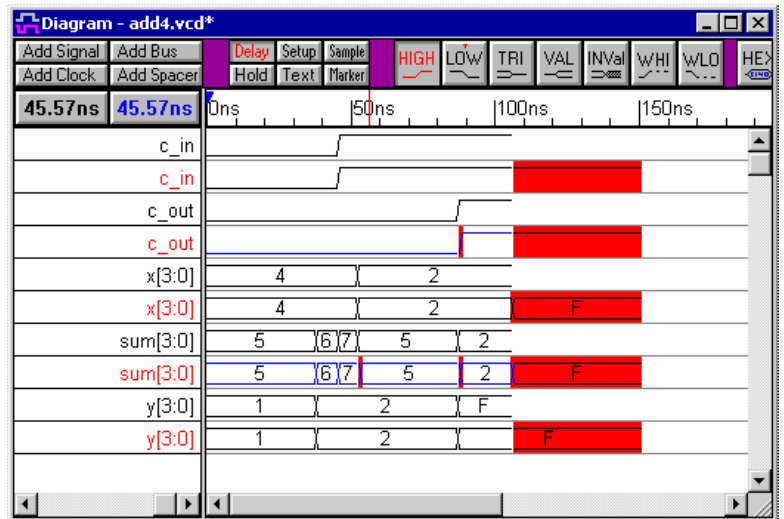 Diagram - add4.vcd*
Add Signal Add Bus Delay Setup Sample HIGH LOW TRI VAL INVal WHI WLO HEX
Add Clock Add Spacer Hold Text Marker
45.57ns 45.57ns 0ns 50ns 100ns 150ns
c_in
c_in
c_out
c_out
x[3:0] 4 2
x[3:0] 4 2 F
sum[3:0] 5 6 7 5 2
sum[3:0] 5 6 7 5 2 F
y[3:0] 1 2 F
y[3:0] 1 2 F